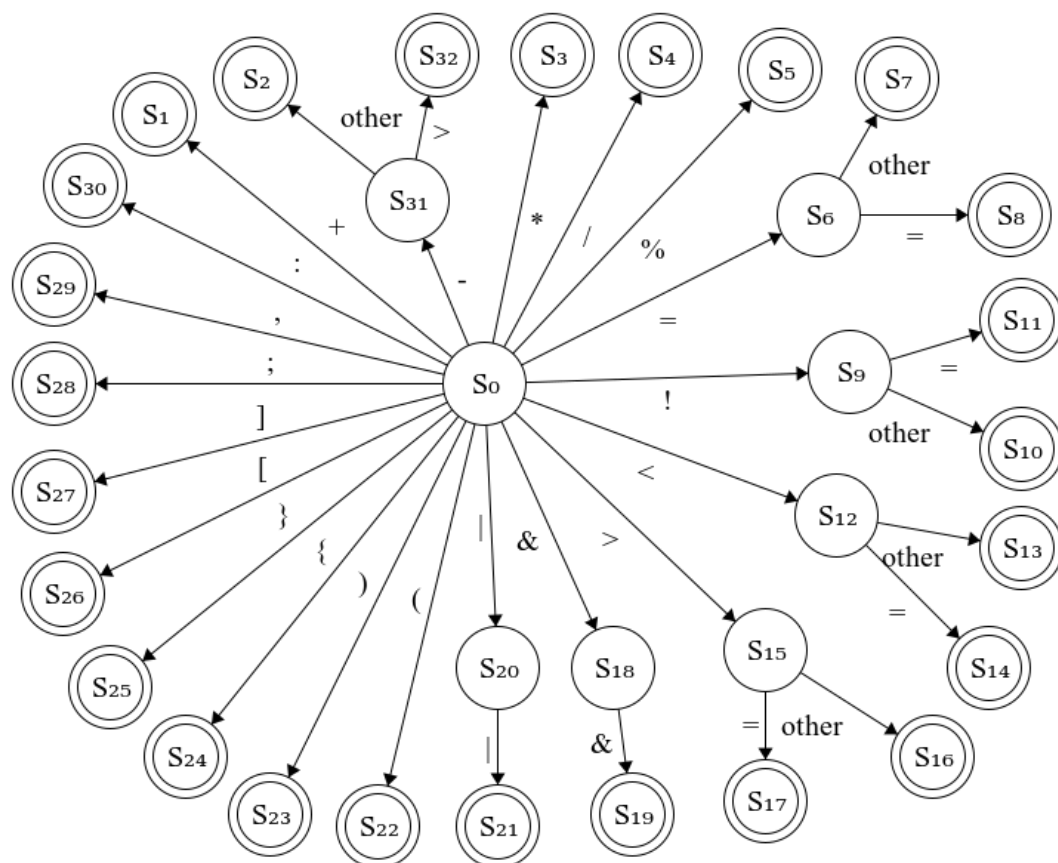 S₃₂
S₃
S₄
S₂
S₅
S₇
S₁
other
>
other
S₃₀
S₃₁
S₆
S₈
+
*
/
%
=
:
-
S₂₉
,
=
S₁₁
S₂₈
;
S₀
!
S₉
=
]
other
S₁₀
S₂₇
[
<
}
|
&
>
S₁₂
{
other
S₁₃
S₂₆
)
(
=
S₂₅
S₂₀
S₁₈
S₁₅
S₁₄
S₂₄
|
&
=
other
S₁₆
S₂₃
S₂₂
S₂₁
S₁₉
S₁₇